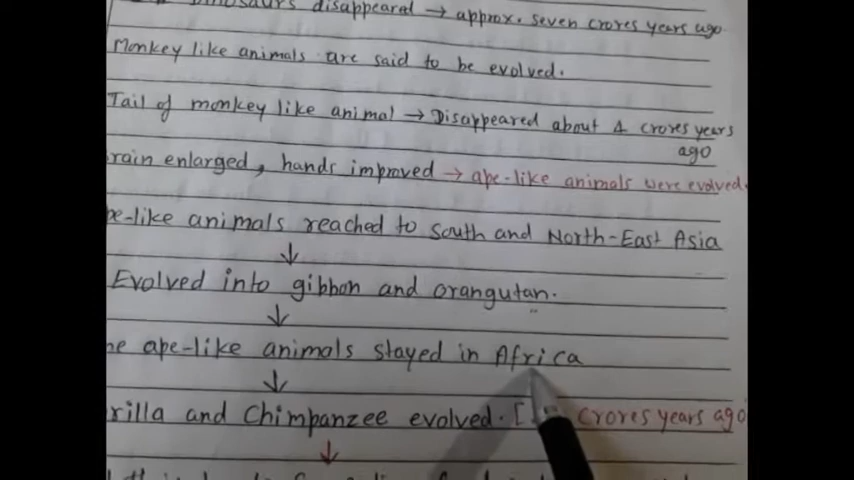 Dinosaurs disappeared → approx. seven crores years ago
Monkey like animals are said to be evolved.
Tail of monkey like animal → Disappeared about 4 crores years
ago
rain enlarged, hands improved → ape-like animals were evolved.
pe-like animals reached to South and North-East Asia
↓
Evolved into gibbon and orangutan.
↓
he ape-like animals stayed in Africa
↓
rilla and Chimpanzee evolved. [ crores years ago
↓